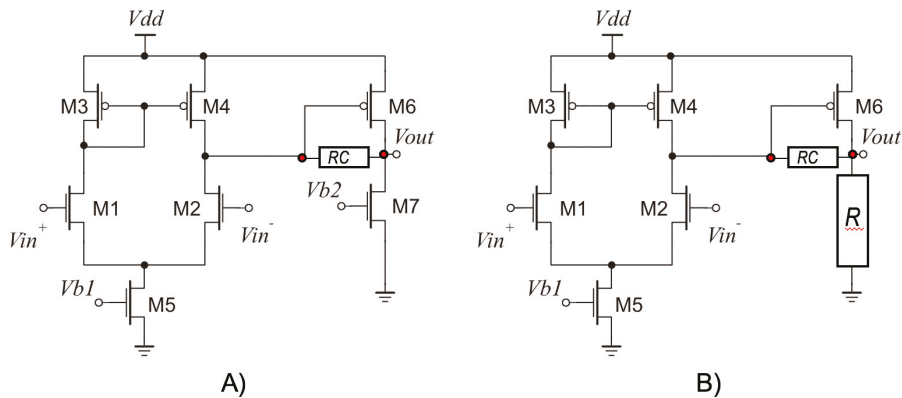 Vdd
Vdd
M3
M4
M6
M3
M4
M6
Vout
Vout
RC
RC
Vb2
M1
M2
M7
M1
M2
R
Vin+
Vin-
Vin+
Vin-
Vb1
M5
Vb1
M5
A)
B)